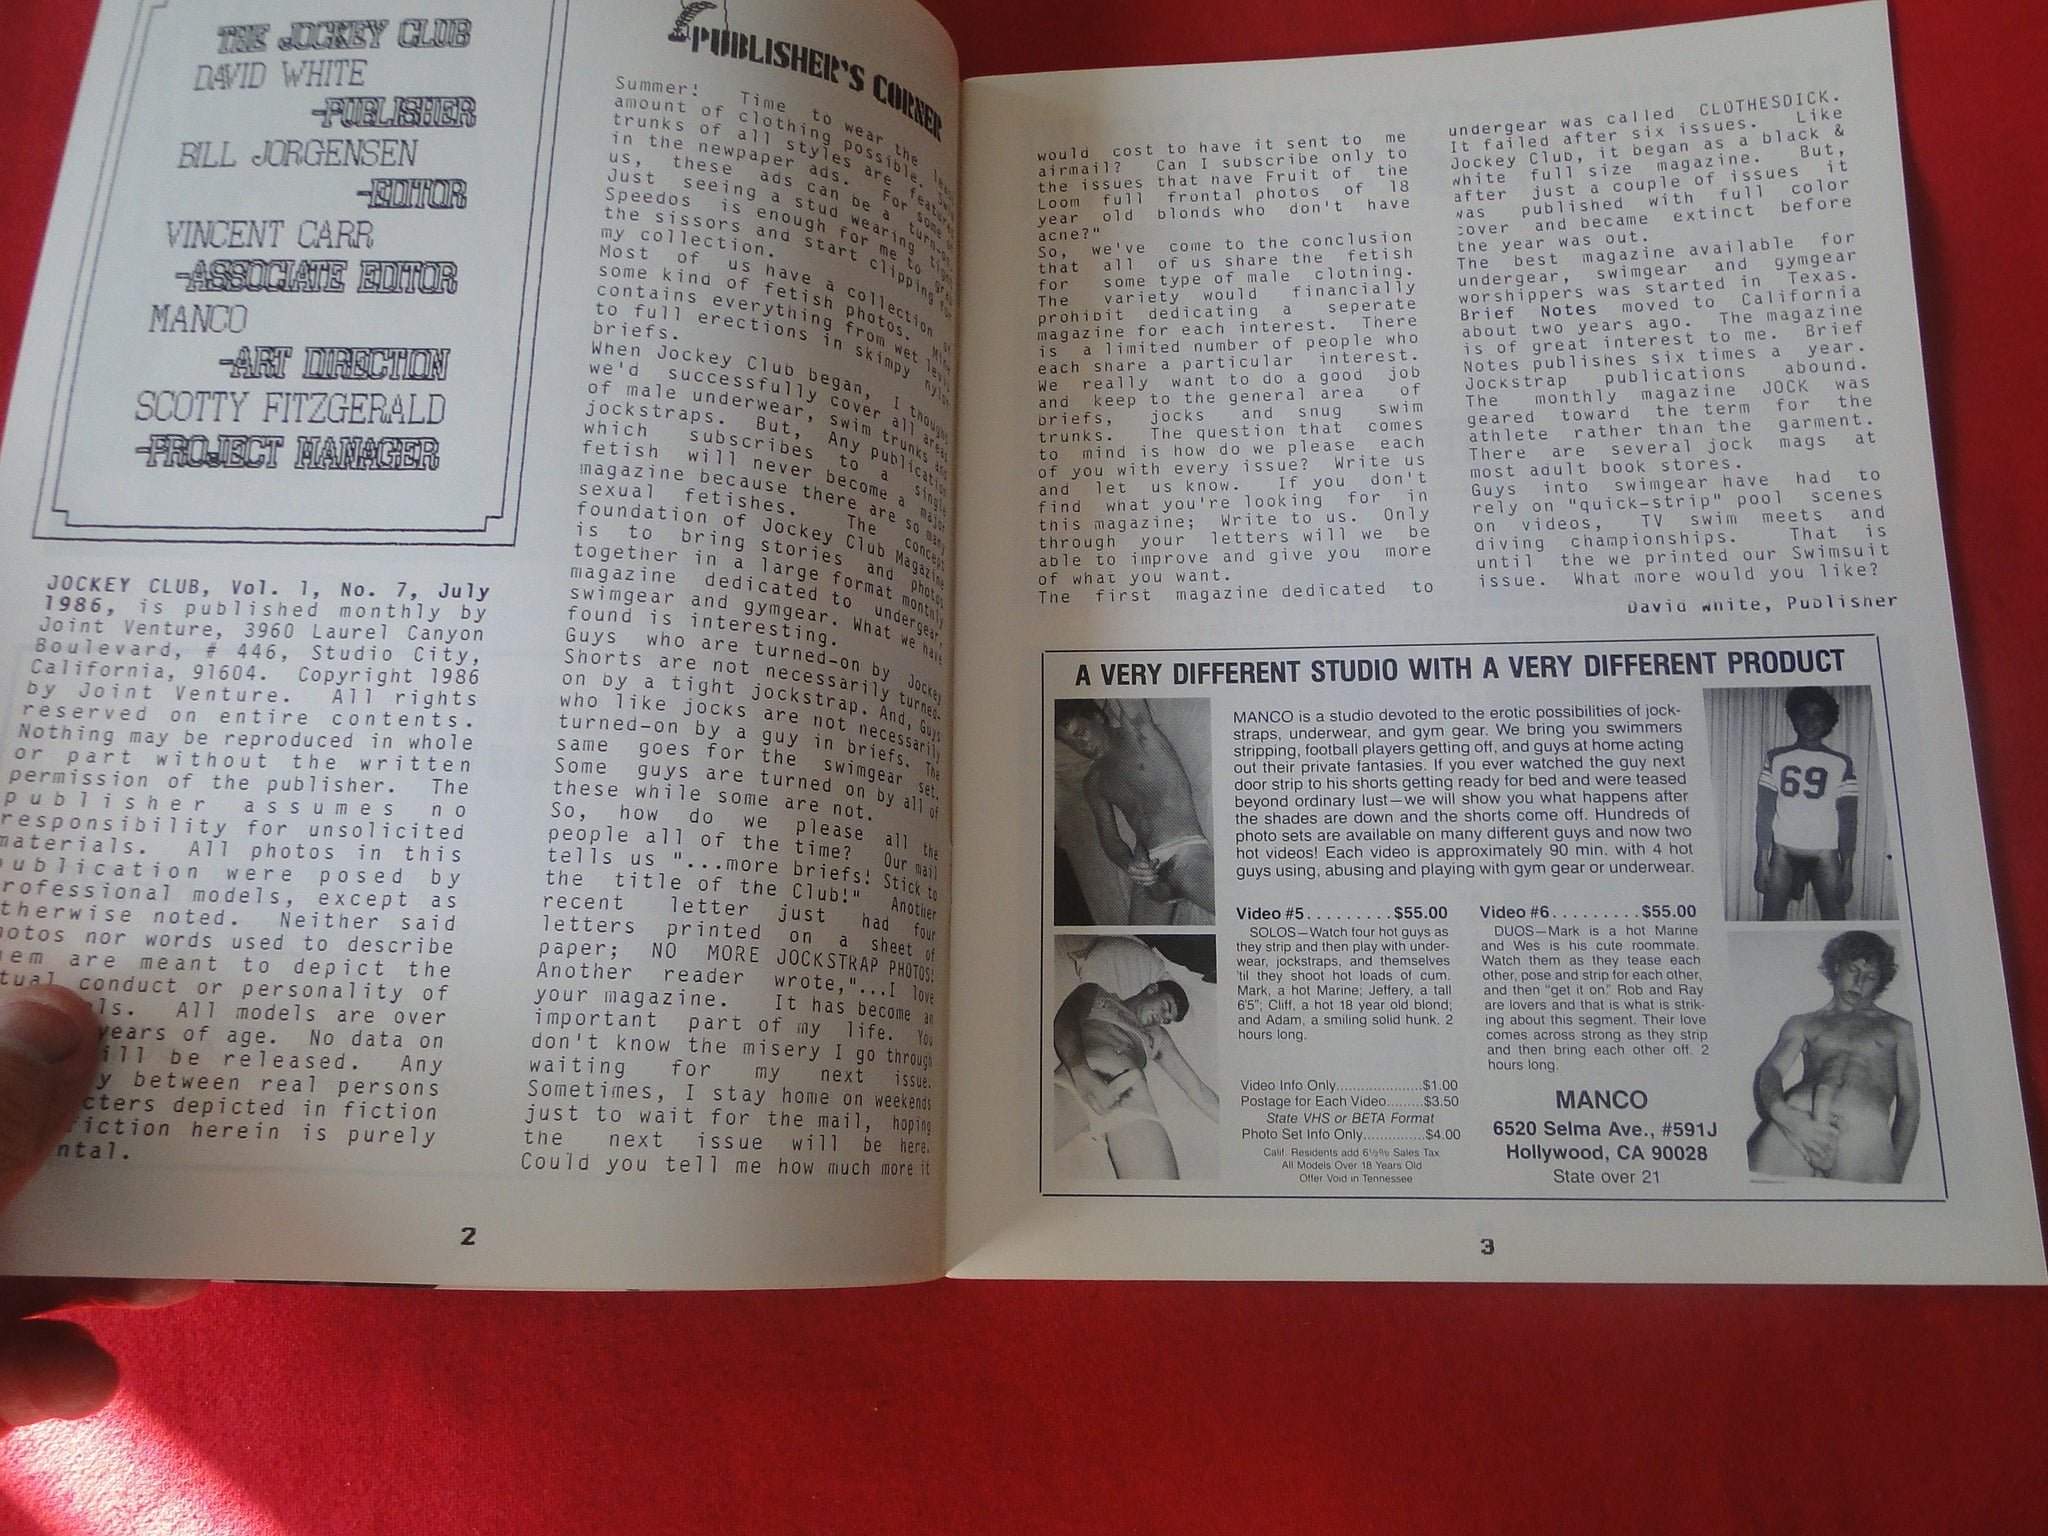 THE JOCKEY CLUB
DAVID WHITE
-PUBLISHER
BILL JORGENSEN
-EDITOR
VINCENT CARR
-ASSOCIATE EDITOR
MANCO
-ART DIRECTION
SCOTTY FITZGERALD
-PROJECT MANAGER
JOCKEY CLUB, Vol. 1, No. 7, July
1986, is published monthly by
Joint Venture, 3960 Laurel Canyon
Boulevard, # 446, Studio City,
California, 91604. Copyright 1986
by Joint Venture. All rights
reserved on entire contents.
Nothing may be reproduced in whole
or part without the written
permission of the publisher. The
publisher assumes no
responsibility for unsolicited
materials. All photos in this
publication were posed by
professional models, except as
otherwise noted. Neither said
photos nor words used to describe
them are meant to depict the
conduct or personality of
All models are over
years of age. No data on
will be released. Any
between real persons
depicted in fiction
herein is purely
PUBLISHER'S CORNER
Summer! Time to wear the
amount of clothing possible.
trunks of all styles are
in the newpaper ads. For some
us, these ads can be a turn-on.
Just seeing a stud wearing tight
Speedos is enough for me to grab
the sissors and start clipping for
my collection.
Most of us have a collection of
some kind of fetish photos. Mine
contains everything from wet levis
to full erections in skimpy nylon
briefs.
When Jockey Club began, I thought
we'd successfully cover all areas
of male underwear, swim trunks and
jockstraps. But, Any publication
which subscribes to a single
fetish will never become a major
magazine because there are so many
sexual fetishes. The concept
foundation of Jockey Club Magazine
is to bring stories and photos
together in a large format monthly
magazine dedicated to undergear,
swimgear and gymgear. What we have
found is interesting.
Guys who are turned-on by Jockey
Shorts are not necessarily turned-
on by a tight jockstrap. And, Guys
who like jocks are not necessarily
turned-on by a guy in briefs. The
same goes for the swimgear set.
Some guys are turned on by all of
these while some are not.
So, how do we please all the
people all of the time? Our mail
tells us "...more briefs! Stick to
the title of the Club!" Another
recent letter just had four
letters printed on a sheet of
paper; NO MORE JOCKSTRAP PHOTOS!
Another reader wrote,"...I love
your magazine. It has become an
important part of my life. You
don't know the misery I go through
waiting for my next issue.
Sometimes, I stay home on weekends
just to wait for the mail, hoping
the next issue will be here.
Could you tell me how much more it
2
would cost to have it sent to me
airmail? Can I subscribe only to
the issues that have Fruit of the
Loom full frontal photos of 18
year old blonds who don't have
acne?"
So, we've come to the conclusion
that all of us share the fetish
for some type of male clothing.
The variety would financially
prohibit dedicating a seperate
magazine for each interest. There
is a limited number of people who
each share a particular interest.
We really want to do a good job
and keep to the general area of
briefs, jocks and snug swim
trunks. The question that comes
to mind is how do we please each
of you with every issue? Write us
and let us know. If you don't
find what you're looking for in
this magazine; Write to us. Only
through your letters will we be
able to improve and give you more
of what you want.
The first magazine dedicated to
undergear was called CLOTHESDICK.
It failed after six issues. Like
Jockey Club, it began as a black &
white full size magazine. But,
after just a couple of issues it
was published with full color
cover and became extinct before
the year was out.
The best magazine available for
undergear, swimgear and gymgear
worshippers was started in Texas.
Brief Notes moved to California
about two years ago. The magazine
is of great interest to me. Brief
Notes publishes six times a year.
Jockstrap publications abound.
The monthly magazine JOCK was
geared toward the term for the
athlete rather than the garment.
There are several jock mags at
most adult book stores.
Guys into swimgear have had to
rely on "quick-strip" pool scenes
on videos, TV swim meets and
diving championships. That is
until the we printed our Swimsuit
issue. What more would you like?
David White, Publisher
A VERY DIFFERENT STUDIO WITH A VERY DIFFERENT PRODUCT
MANCO is a studio devoted to the erotic possibilities of jock-
straps, underwear, and gym gear. We bring you swimmers
stripping, football players getting off, and guys at home acting
out their private fantasies. If you ever watched the guy next
door strip to his shorts getting ready for bed and were teased
beyond ordinary lust—we will show you what happens after
the shades are down and the shorts come off. Hundreds of
photo sets are available on many different guys and now two
hot videos! Each video is approximately 90 min. with 4 hot
guys using, abusing and playing with gym gear or underwear.
69
Video #5.........$55.00
SOLOS—Watch four hot guys as
they strip and then play with under-
wear, jockstraps, and themselves
'til they shoot hot loads of cum.
Mark, a hot Marine; Jeffery, a tall
6'5"; Cliff, a hot 18 year old blond;
and Adam, a smiling solid hunk. 2
hours long.
Video Info Only.....................$1.00
Postage for Each Video.........$3.50
State VHS or BETA Format
Photo Set Info Only...............$4.00
Calif. Residents add 6½% Sales Tax
All Models Over 18 Years Old
Offer Void in Tennessee
Video #6.........$55.00
DUOS—Mark is a hot Marine
and Wes is his cute roommate.
Watch them as they tease each
other, pose and strip for each other,
and then "get it on." Rob and Ray
are lovers and that is what is strik-
ing about this segment. Their love
comes across strong as they strip
and then bring each other off. 2
hours long.
MANCO
6520 Selma Ave., #591J
Hollywood, CA 90028
State over 21
3